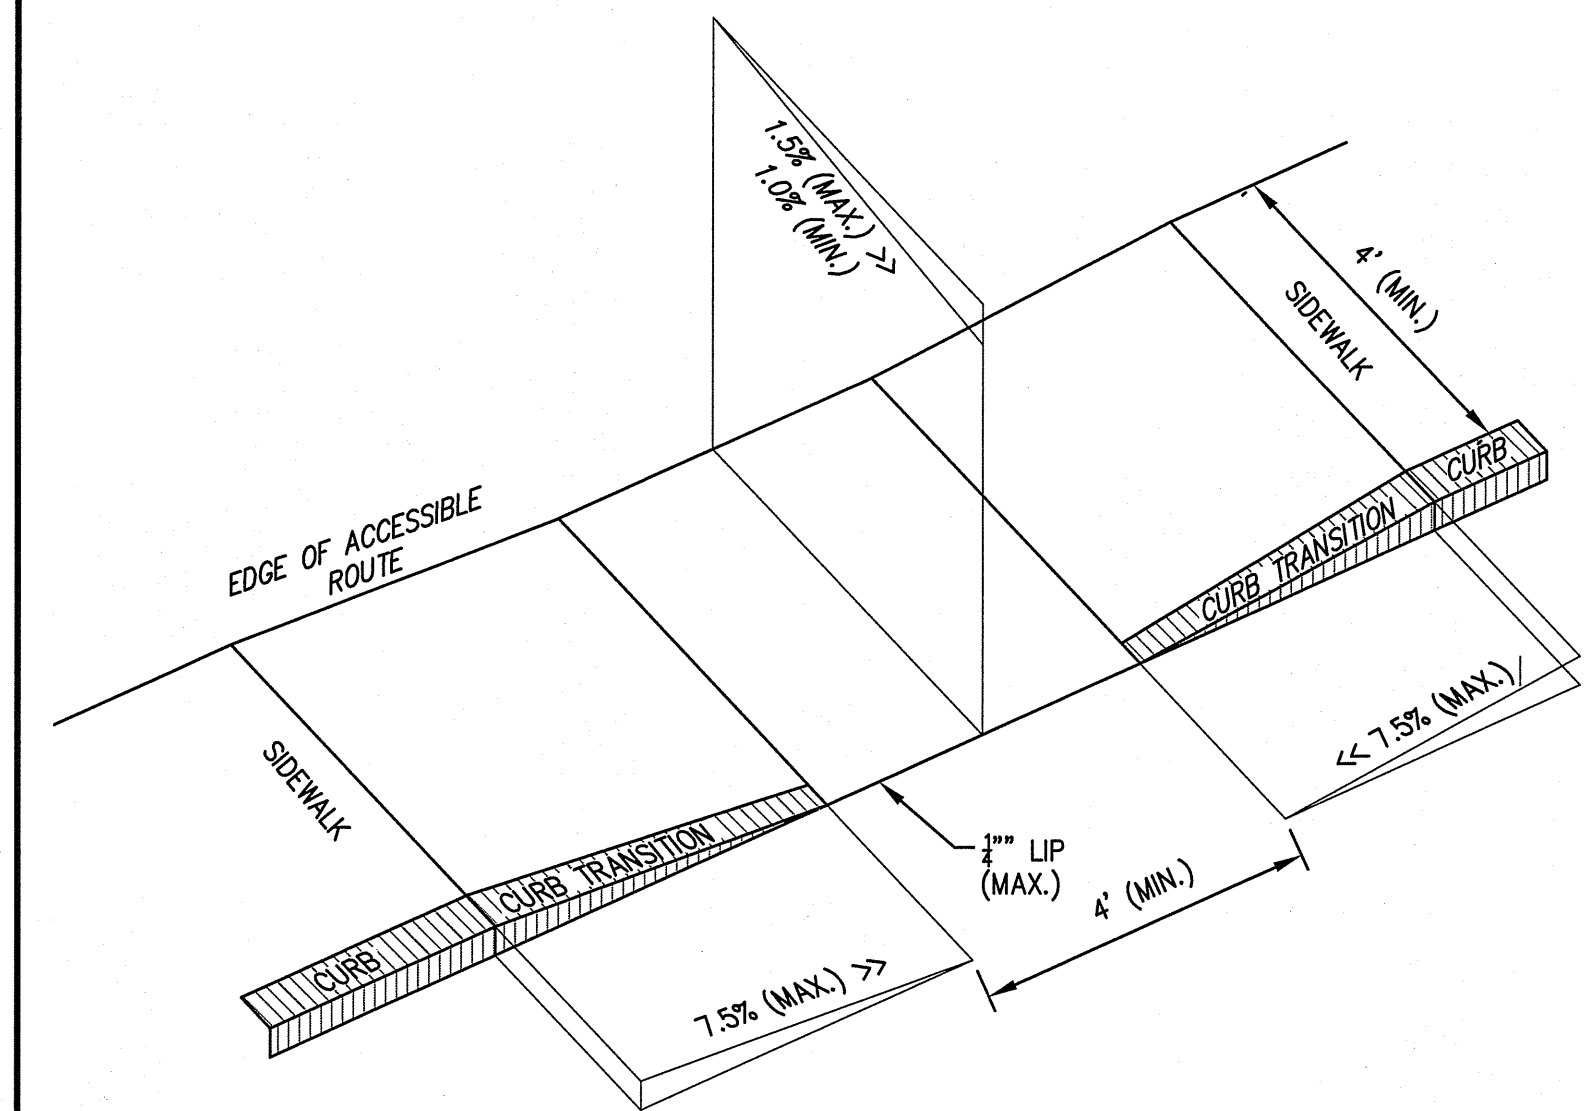 1.5% (MAX.) >>
1.0% (MIN.)
4' (MIN.)
SIDEWALK
CURB
CURB TRANSITION
EDGE OF ACCESSIBLE
ROUTE
<< 7.5% (MAX.)
SIDEWALK
1/4"" LIP
(MAX.)
4' (MIN.)
CURB TRANSITION
CURB
7.5% (MAX.) >>